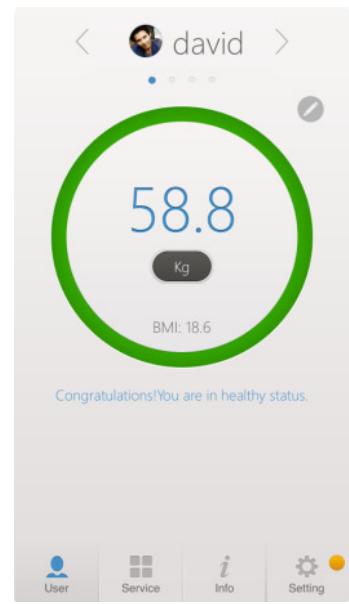 david
58.8
Kg
BMI: 18.6
Congratulations!You are in healthy status.
User Service Info Setting